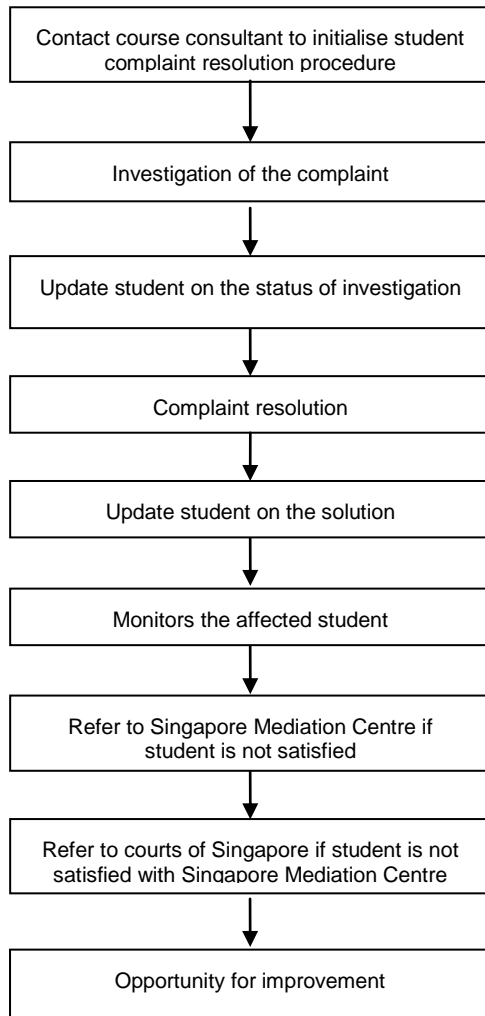 Contact course consultant to initialise student
complaint resolution procedure
Investigation of the complaint
Update student on the status of investigation
Complaint resolution
Update student on the solution
Monitors the affected student
Refer to Singapore Mediation Centre if
student is not satisfied
Refer to courts of Singapore if student is not
satisfied with Singapore Mediation Centre
Opportunity for improvement